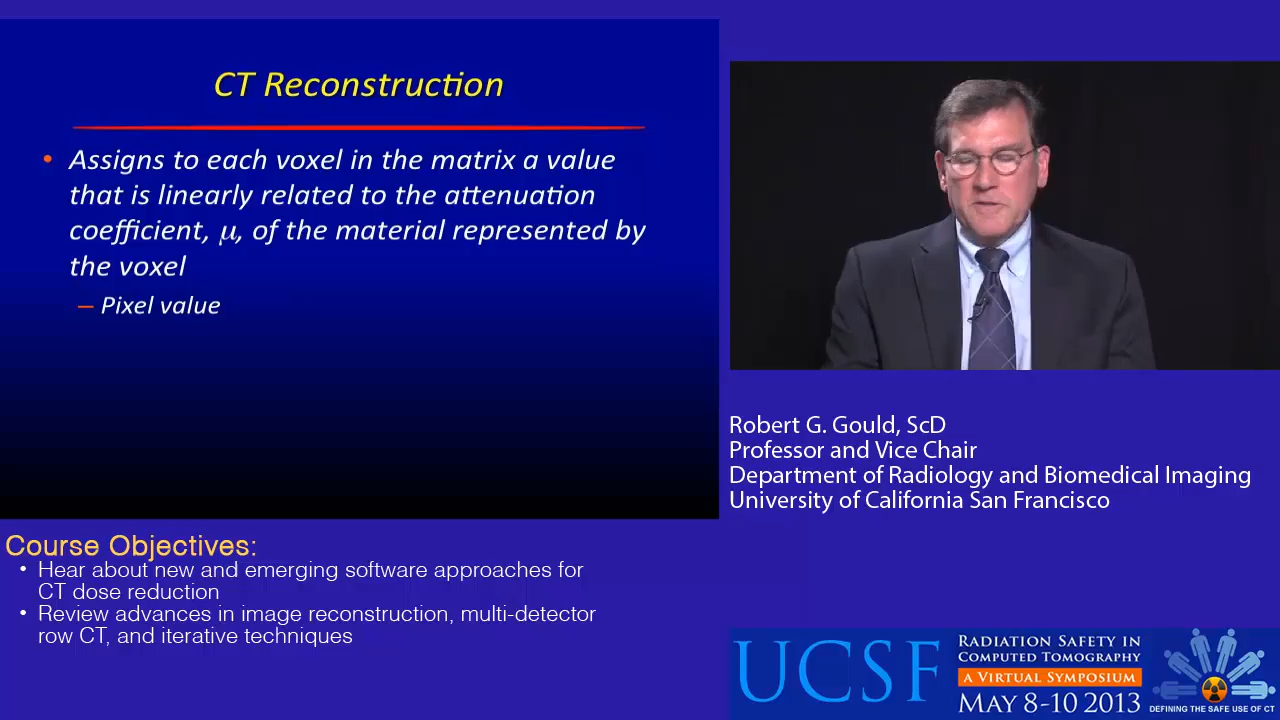 CT Reconstruction
• Assigns to each voxel in the matrix a value
that is linearly related to the attenuation
coefficient, μ, of the material represented by
the voxel
– Pixel value
Robert G. Gould, ScD
Professor and Vice Chair
Department of Radiology and Biomedical Imaging
University of California San Francisco
Course Objectives:
• Hear about new and emerging software approaches for
CT dose reduction
• Review advances in image reconstruction, multi-detector
row CT, and iterative techniques
UCSF
RADIATION SAFETY IN
COMPUTED TOMOGRAPHY
A VIRTUAL SYMPOSIUM
MAY 8-10 2013
DEFINING THE SAFE USE OF CT